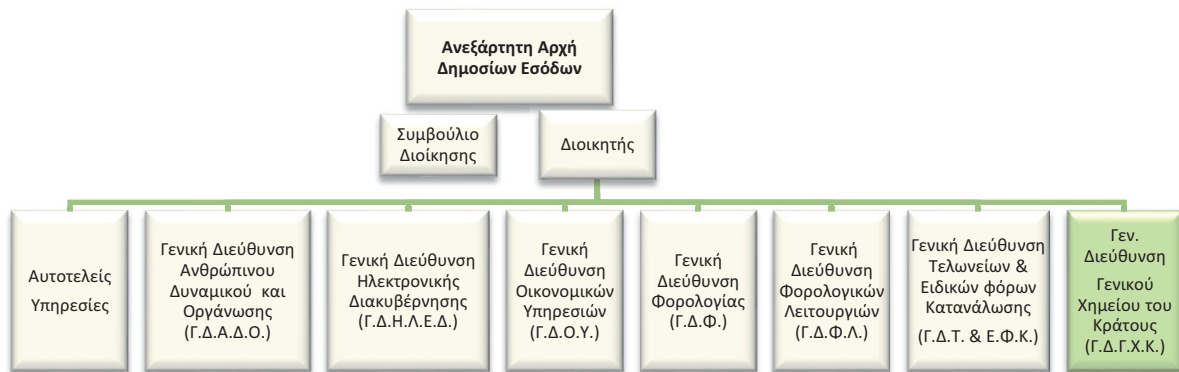 Ανεξάρτητη Αρχή
Δημοσίων Εσόδων
Συμβούλιο
Διοίκησης
Διοικητής
Αυτοτελείς
Υπηρεσίες
Γενική Διεύθυνση
Ανθρώπινου
Δυναμικού και
Οργάνωσης
(Γ.Δ.Α.Δ.Ο.)
Γενική Διεύθυνση
Ηλεκτρονικής
Διακυβέρνησης
(Γ.Δ.Η.Λ.Ε.Δ.)
Γενική
Διεύθυνση
Οικονομικών
Υπηρεσιών
(Γ.Δ.Ο.Υ.)
Γενική
Διεύθυνση
Φορολογίας
(Γ.Δ.Φ.)
Γενική
Διεύθυνση
Φορολογικών
Λειτουργιών
(Γ.Δ.Φ.Λ.)
Γενική Διεύθυνση
Τελωνείων &
Ειδικών φόρων
Κατανάλωσης
(Γ.Δ.Τ. & Ε.Φ.Κ.)
Γεν.
Διεύθυνση
Γενικού
Χημείου του
Κράτους
(Γ.Δ.Γ.Χ.Κ.)